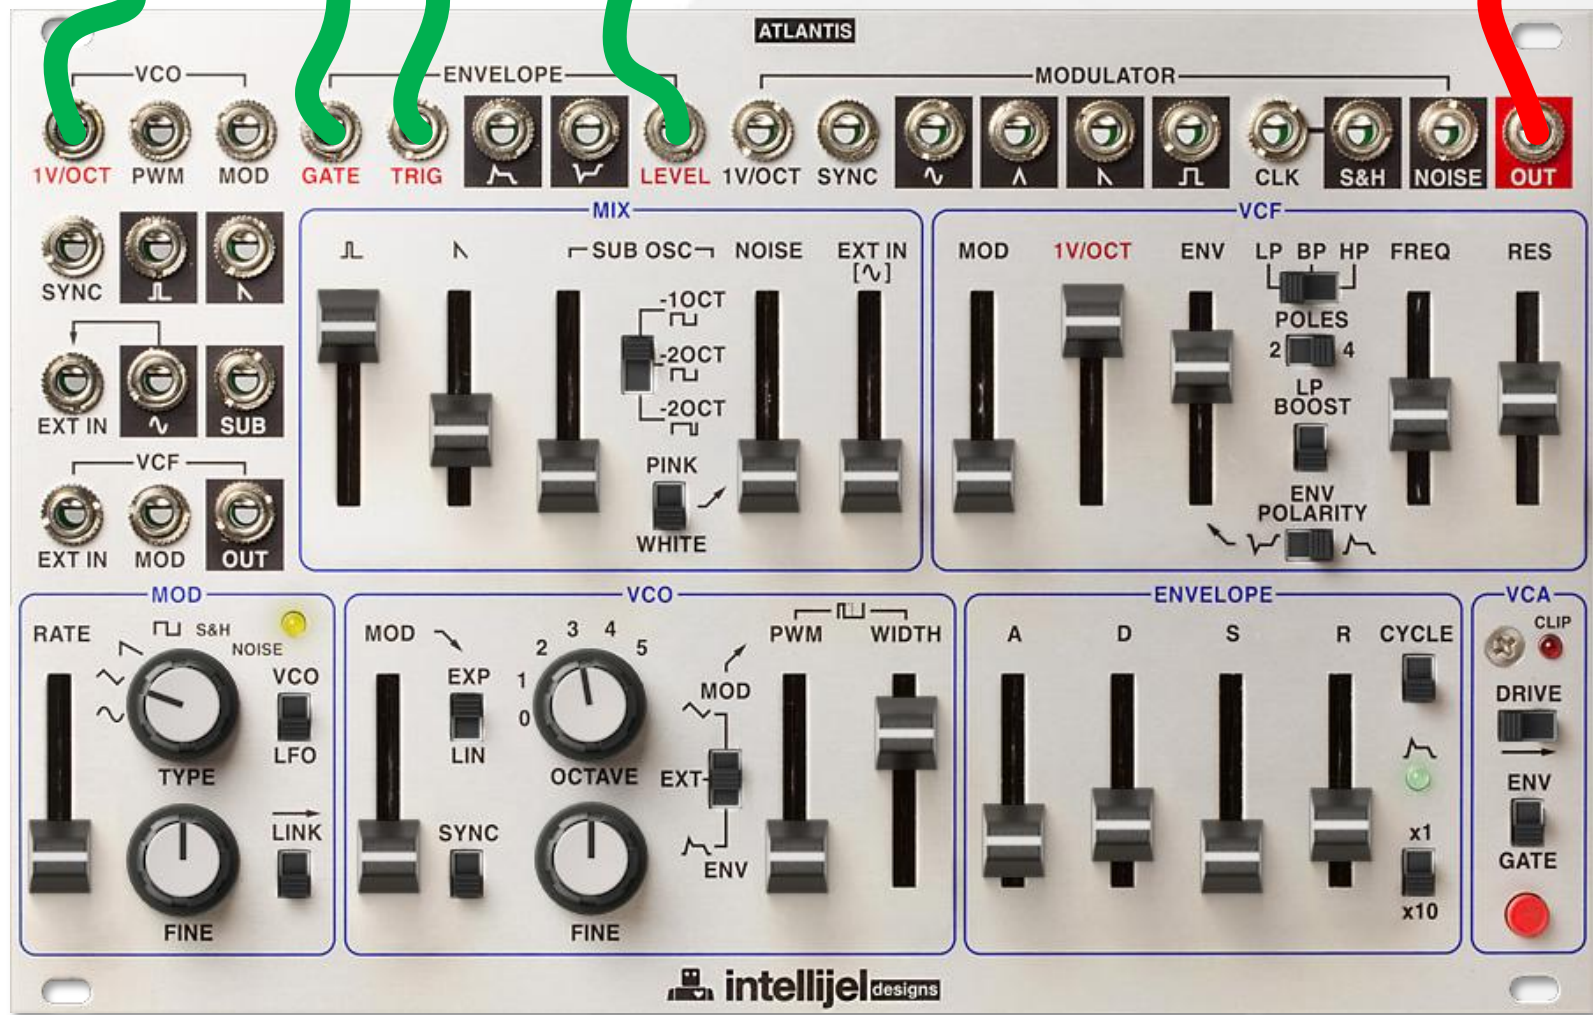 ATLANTIS
VCO ENVELOPE MODULATOR
1V/OCT PWM MOD GATE TRIG LEVEL 1V/OCT SYNC CLK S&H NOISE OUT
SYNC
EXT IN SUB
VCF
EXT IN MOD OUT
MIX
SUB OSC NOISE EXT IN
-1OCT
-2OCT
-2OCT
PINK
WHITE
VCF
MOD 1V/OCT ENV LP BP HP FREQ RES
POLES
2 4
LP
BOOST
ENV
POLARITY
MOD
RATE S&H
NOISE
VCO
LFO
TYPE
LINK
FINE
VCO
MOD 3 4 PWM WIDTH
2 5
EXP 1 MOD
0
LIN OCTAVE EXT
SYNC
ENV
FINE
ENVELOPE
A D S R CYCLE
x1
x10
VCA
CLIP
DRIVE
ENV
GATE
intellijel designs